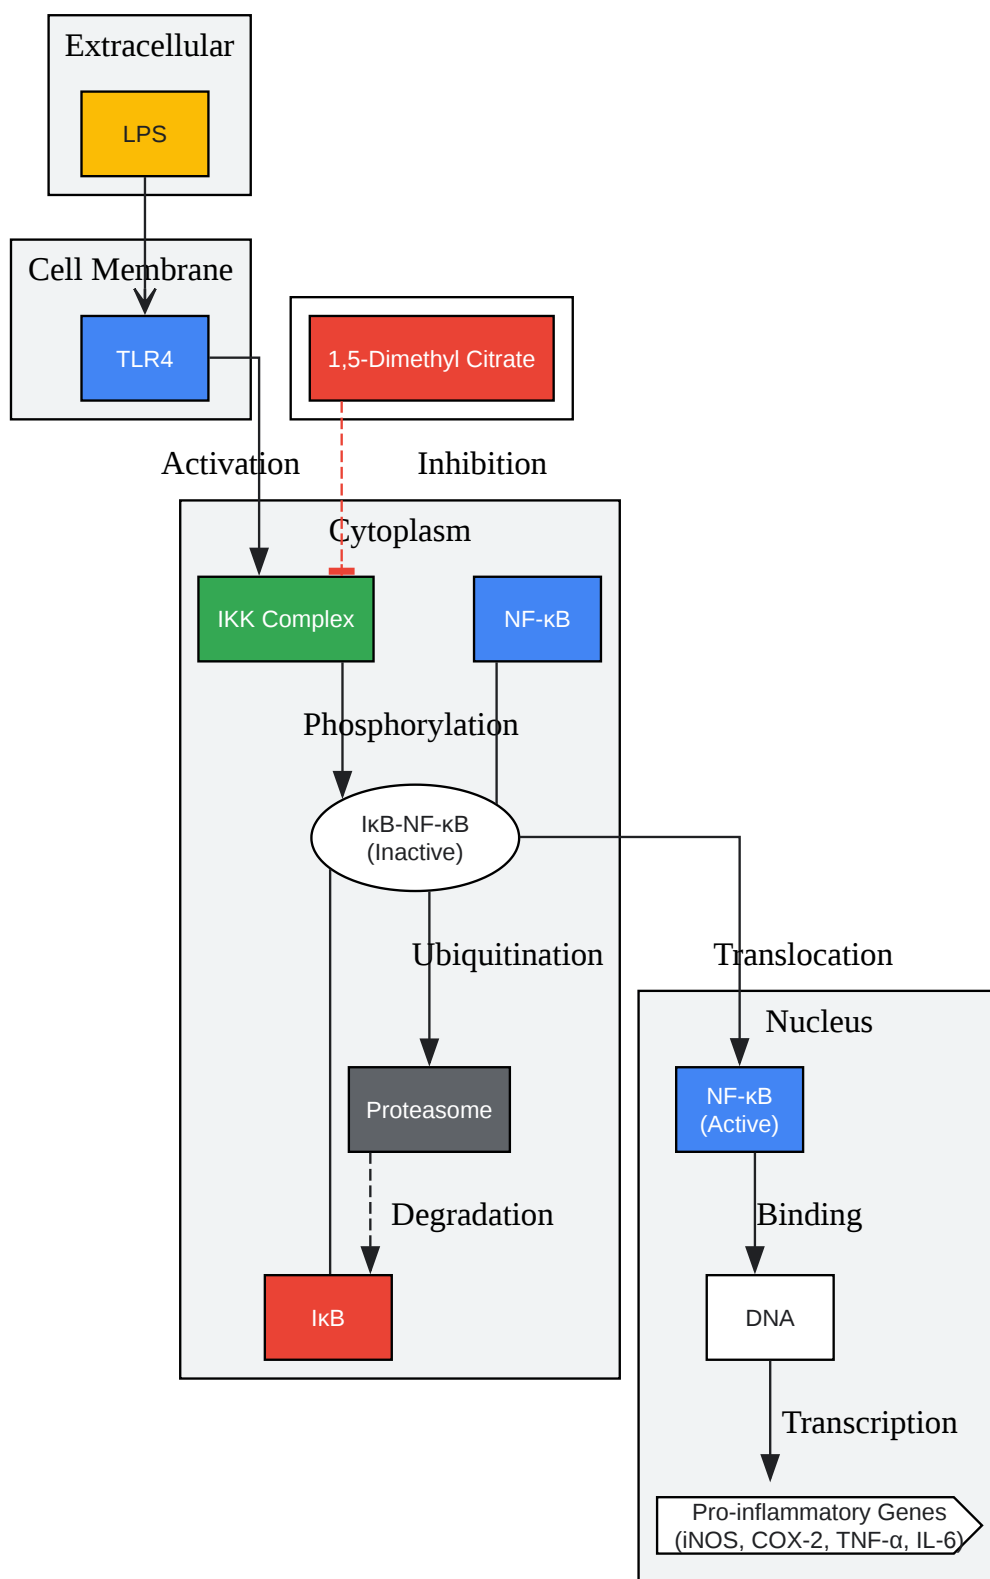 Extracellular
LPS
Cell Membrane
TLR4
1,5-Dimethyl Citrate
Activation
Inhibition
Cytoplasm
IKK Complex
NF-κB
Phosphorylation
IκB-NF-κB
(Inactive)
Ubiquitination
Translocation
Nucleus
Proteasome
NF-κB
(Active)
Degradation
Binding
IκB
DNA
Transcription
Pro-inflammatory Genes
(iNOS, COX-2, TNF-α, IL-6)